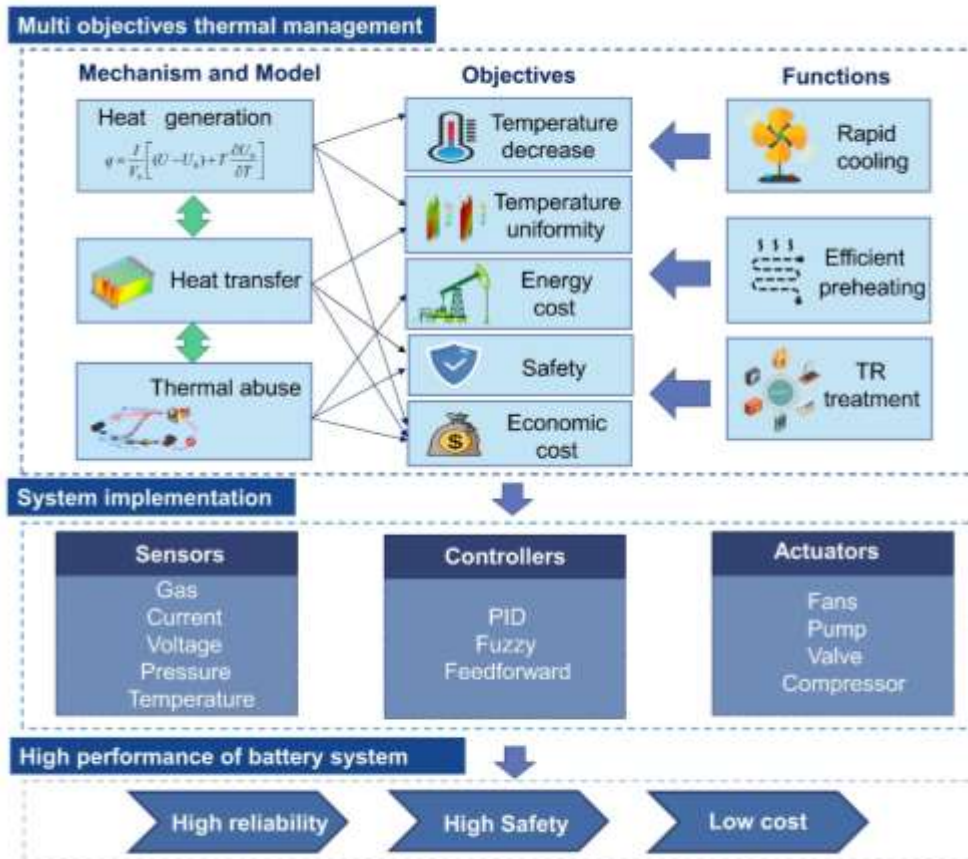 Multi objectives thermal management
Mechanism and Model
Objectives
Functions
Heat generation
q = I/V_b [(U − U_0) + T ∂U_0/∂T]
Heat transfer
Thermal abuse
Temperature
decrease
Temperature
uniformity
Energy
cost
Safety
Economic
cost
Rapid
cooling
Efficient
preheating
TR
treatment
System implementation
Sensors
Gas
Current
Voltage
Pressure
Temperature
Controllers
PID
Fuzzy
Feedforward
Actuators
Fans
Pump
Valve
Compressor
High performance of battery system
High reliability
High Safety
Low cost